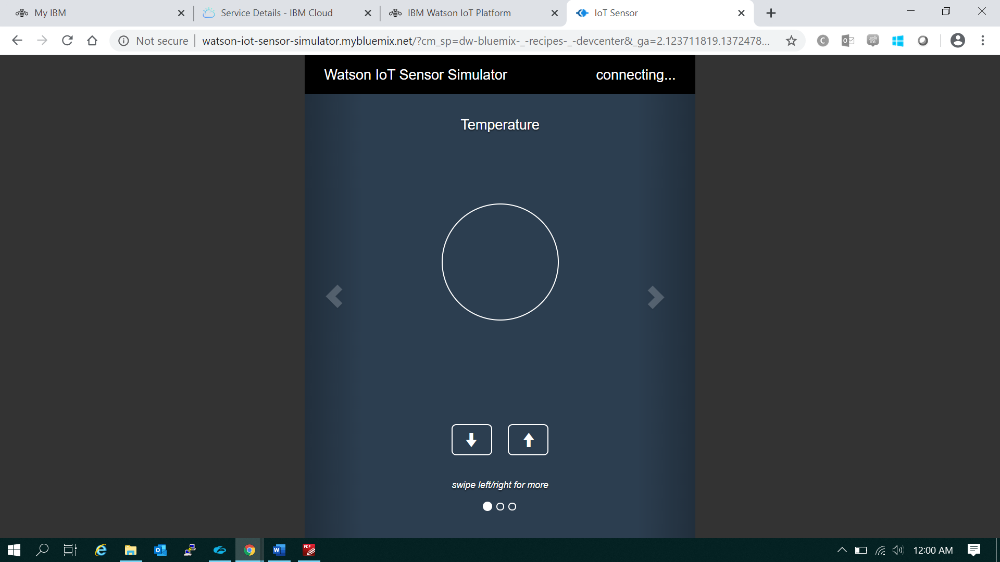 My IBM
Service Details - IBM Cloud
IBM Watson IoT Platform
IoT Sensor
Not secure
watson-iot-sensor-simulator.mybluemix.net/?cm_sp=dw-bluemix-_-recipes-_-devcenter&_ga=2.123711819.1372478...
Watson IoT Sensor Simulator
connecting...
Temperature
swipe left/right for more
12:00 AM